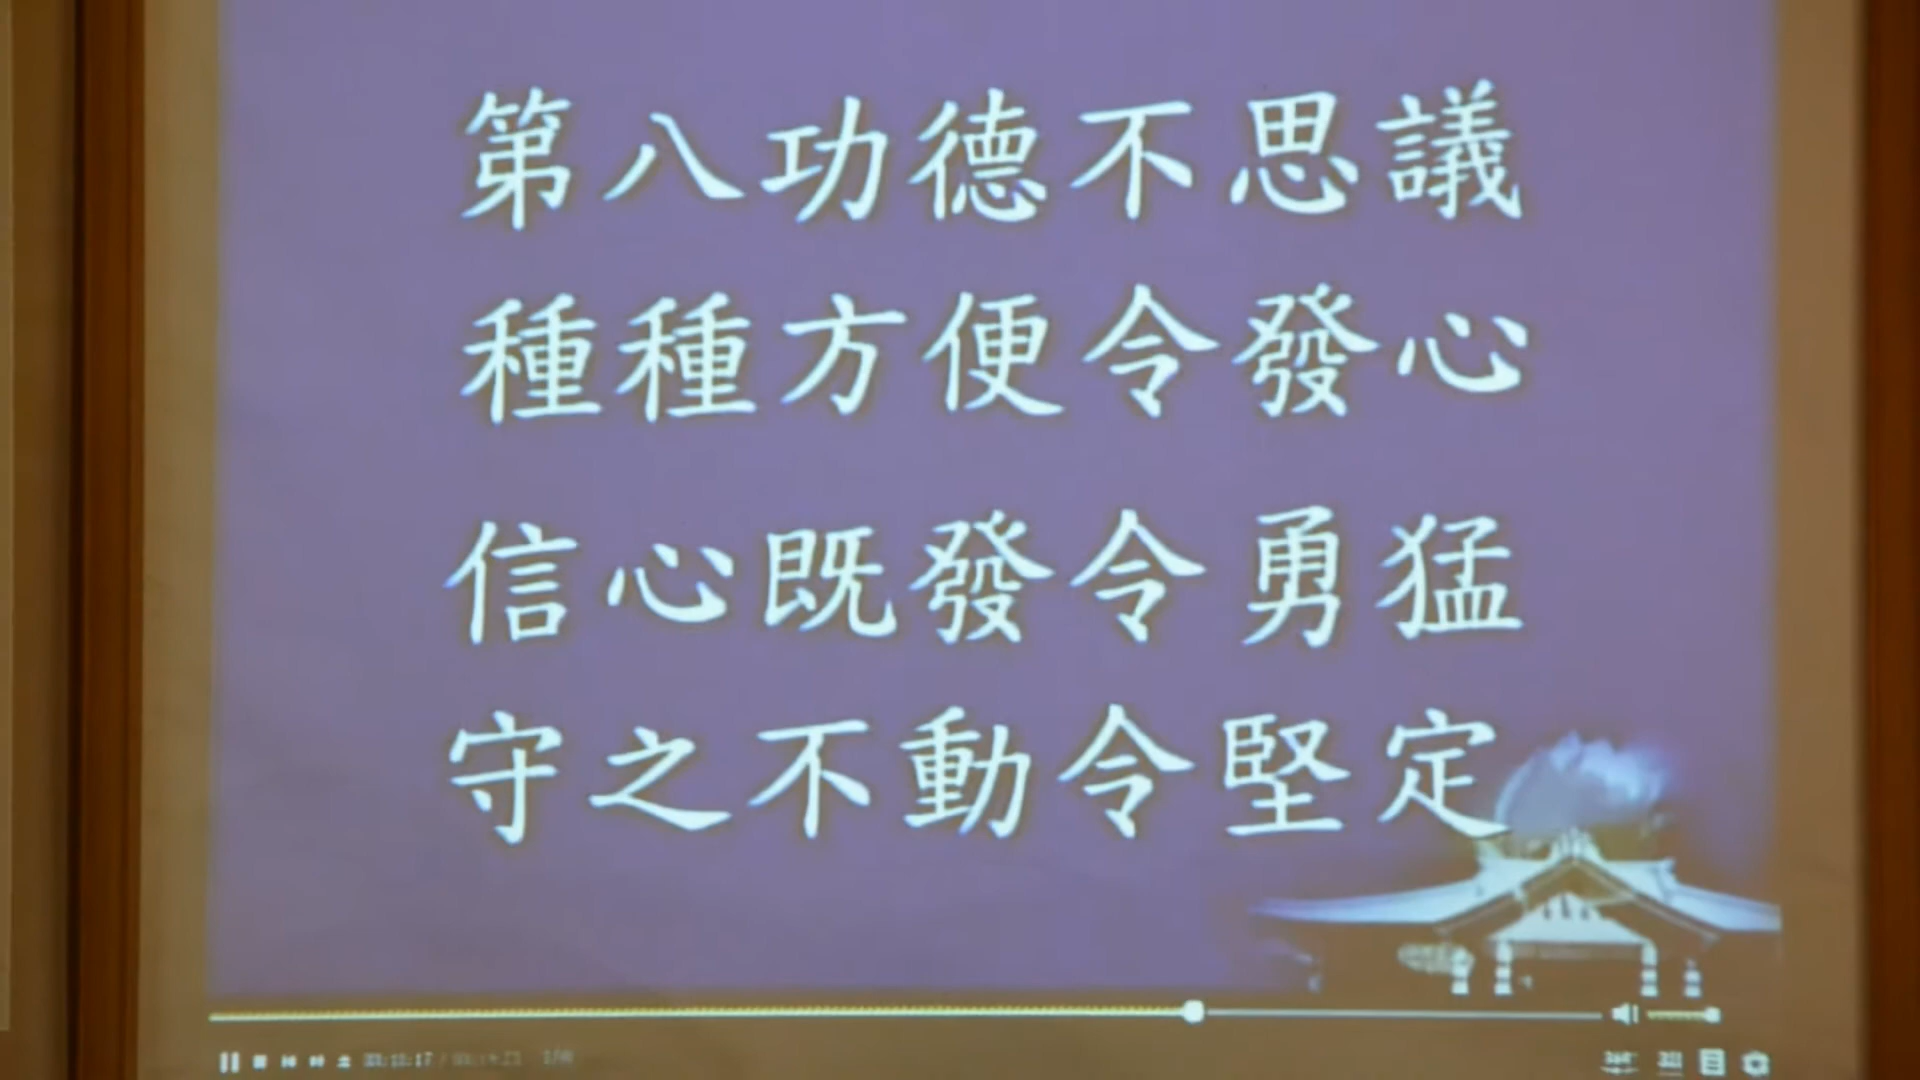 第八功德不思議
種種方便令發心
信心既發令勇猛
守之不動令堅定